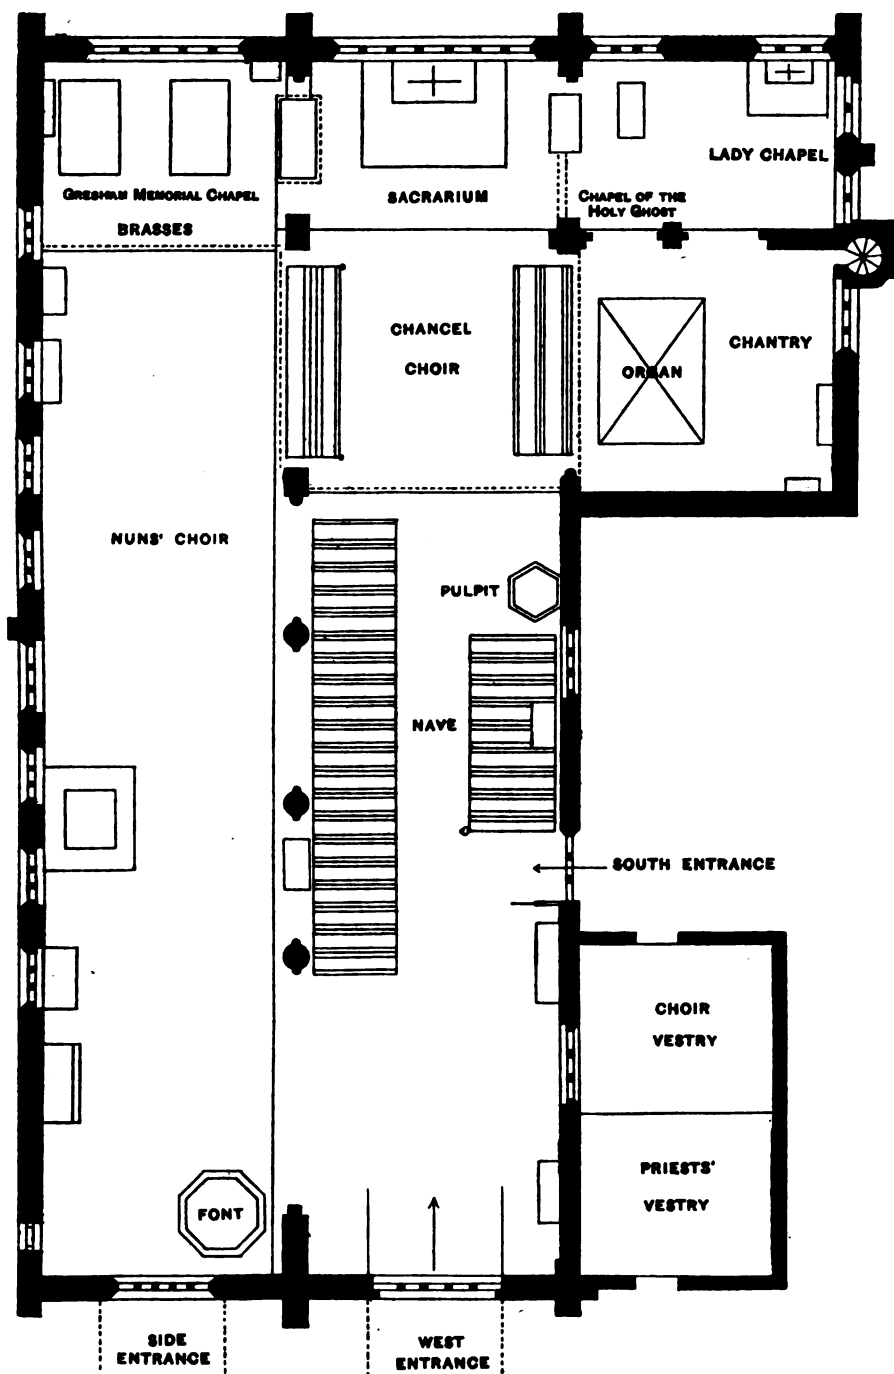 LADY CHAPEL
GRESHAM MEMORIAL CHAPEL
SACRARIUM
CHAPEL OF THE
HOLY GHOST
BRASSES
CHANCEL
CHOIR
CHANTRY
ORGAN
NUNS' CHOIR
PULPIT
NAVE
SOUTH ENTRANCE
CHOIR
VESTRY
PRIESTS'
VESTRY
FONT
SIDE
ENTRANCE
WEST
ENTRANCE